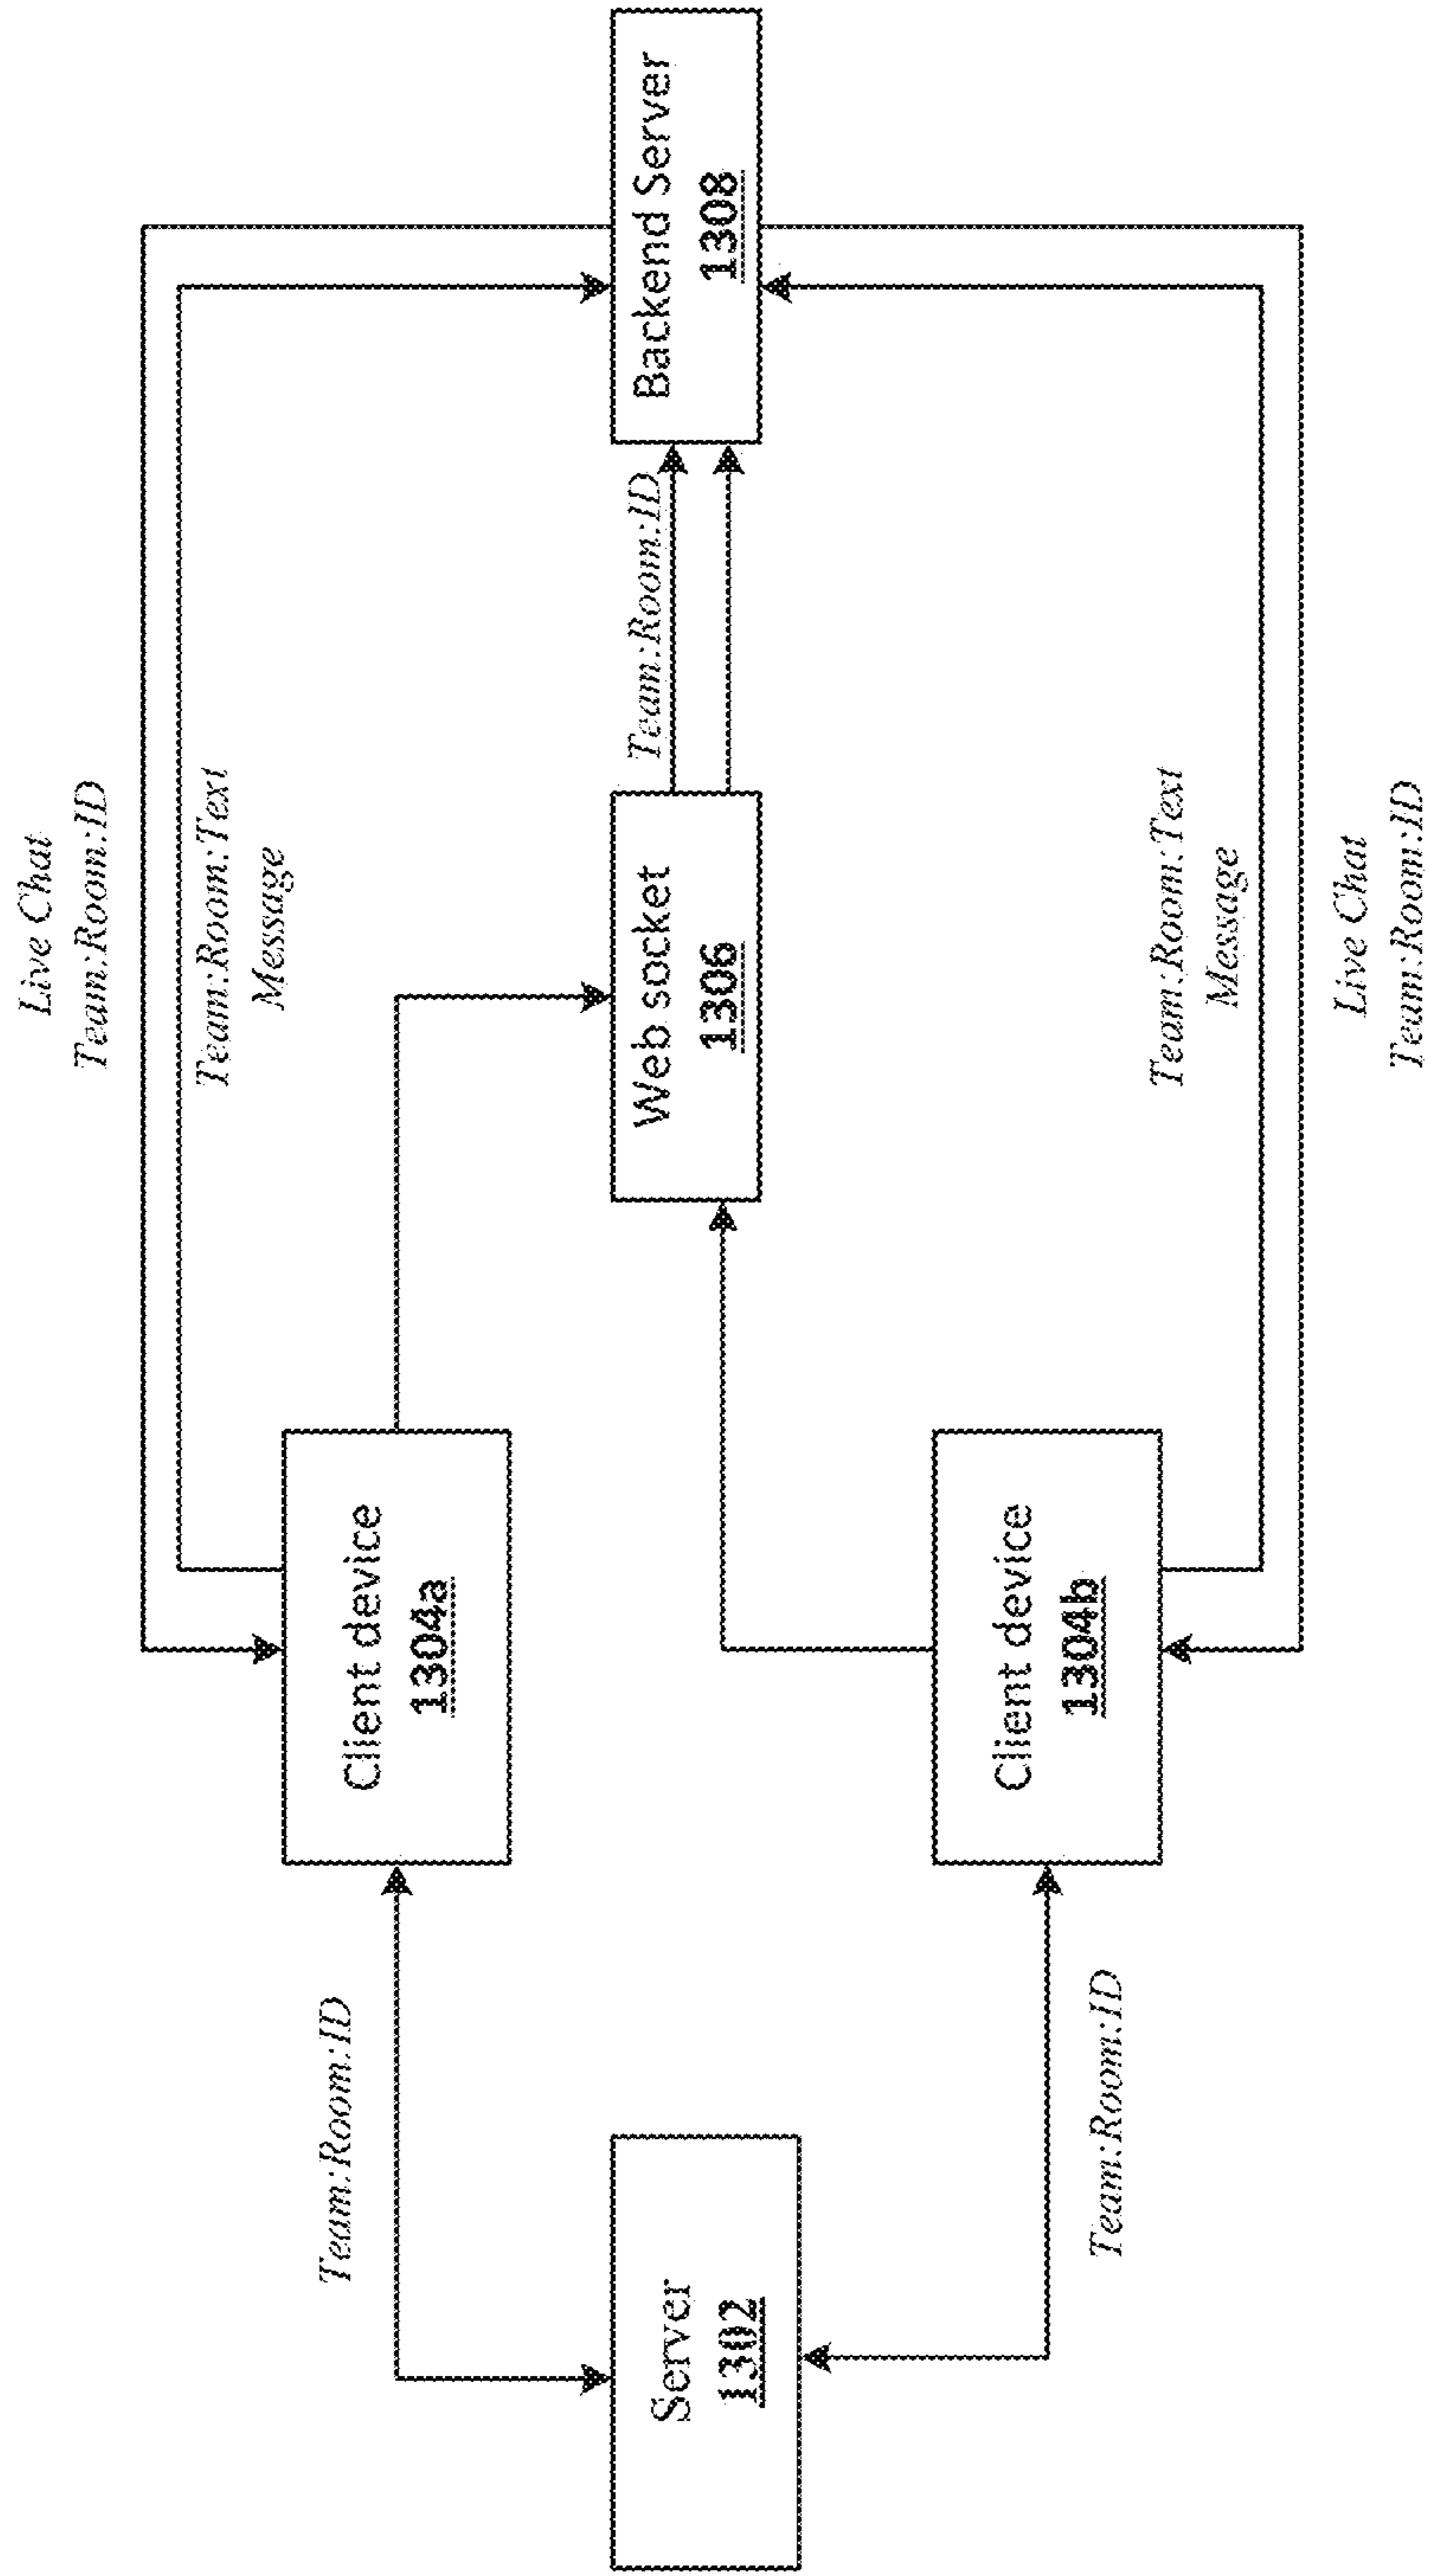 Live Chat
Team:Room:ID
Team:Room:Text
Message
Team:Room:ID
Client device
1304a
Server
1302
Web socket
1306
Team:Room:ID
Backend Server
1308
Client device
1304b
Team:Room:ID
Team:Room:Text
Message
Live Chat
Team:Room:ID